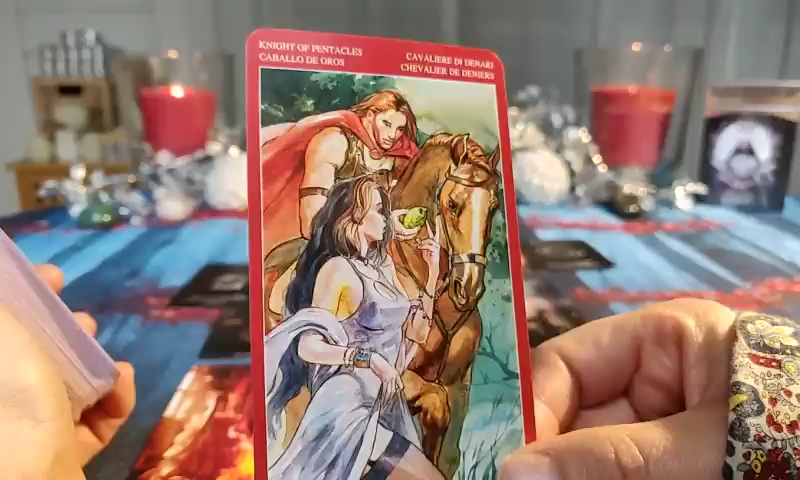 KNIGHT OF PENTACLES
CABALLO DE OROS
CAVALIERE DI DENARI
CHEVALIER DE DENIERS